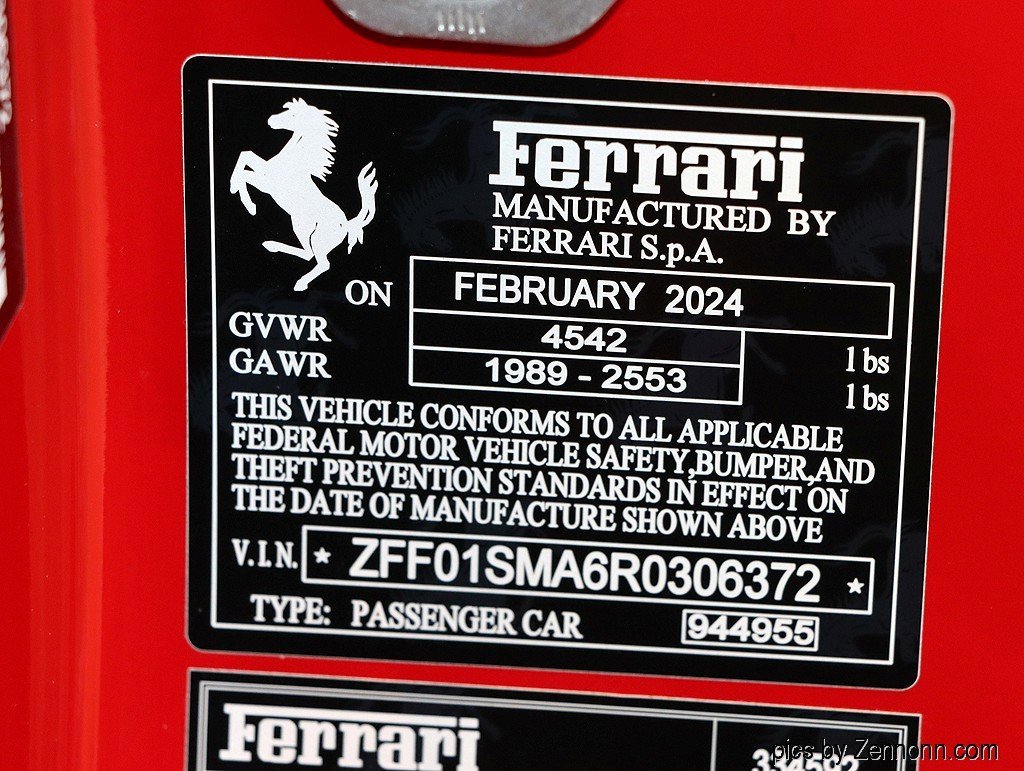 Ferrari
MANUFACTURED BY
FERRARI S.p.A.
ON FEBRUARY 2024
GVWR 4542 lbs
GAWR 1989 - 2553 lbs
THIS VEHICLE CONFORMS TO ALL APPLICABLE
FEDERAL MOTOR VEHICLE SAFETY,BUMPER,AND
THEFT PREVENTION STANDARDS IN EFFECT ON
THE DATE OF MANUFACTURE SHOWN ABOVE
V.I.N. * ZFF01SMA6R0306372 *
TYPE: PASSENGER CAR 944955
Ferrari
pics by Zennonn.com